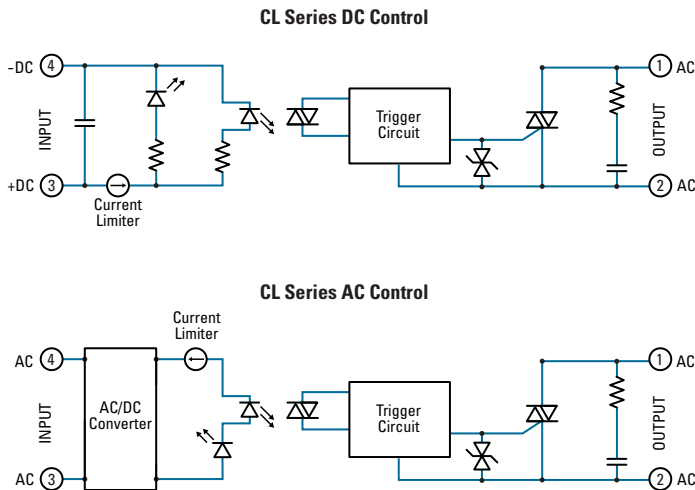 CL Series DC Control
-DC 4
INPUT
+DC 3
Current
Limiter
Trigger
Circuit
1 AC
OUTPUT
2 AC
CL Series AC Control
Current
Limiter
AC 4
INPUT
AC 3
AC/DC
Converter
Trigger
Circuit
1 AC
OUTPUT
2 AC